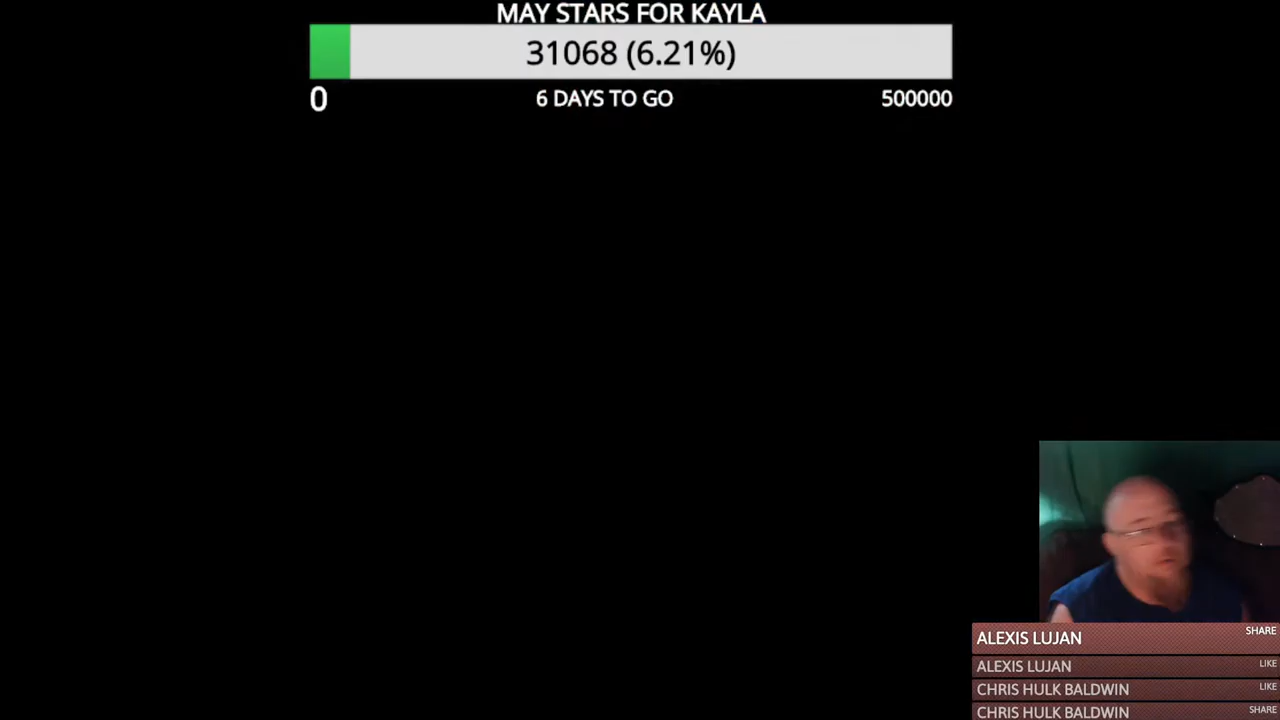 MAY STARS FOR KAYLA
31068 (6.21%)
0 6 DAYS TO GO 500000
ALEXIS LUJAN SHARE
ALEXIS LUJAN LIKE
CHRIS HULK BALDWIN LIKE
CHRIS HULK BALDWIN SHARE